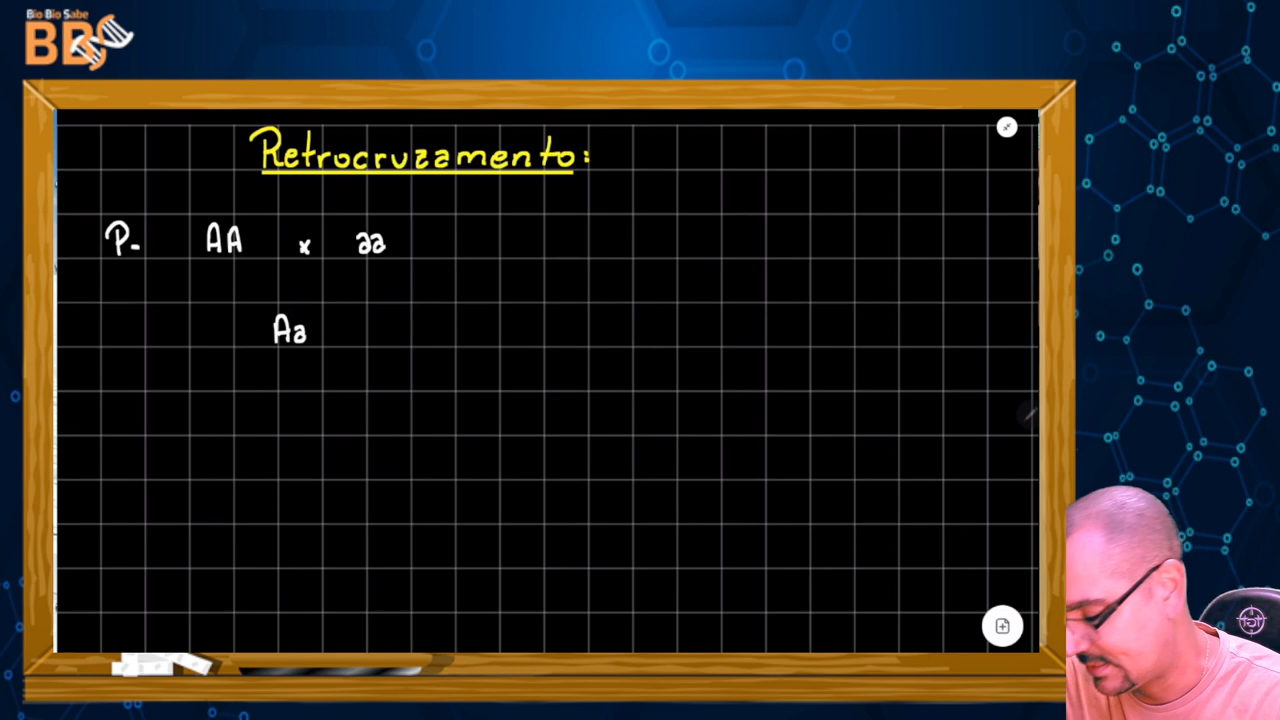 Bio Bio Sabe
BBS
Retrocruzamento:
P- AA x aa
Aa